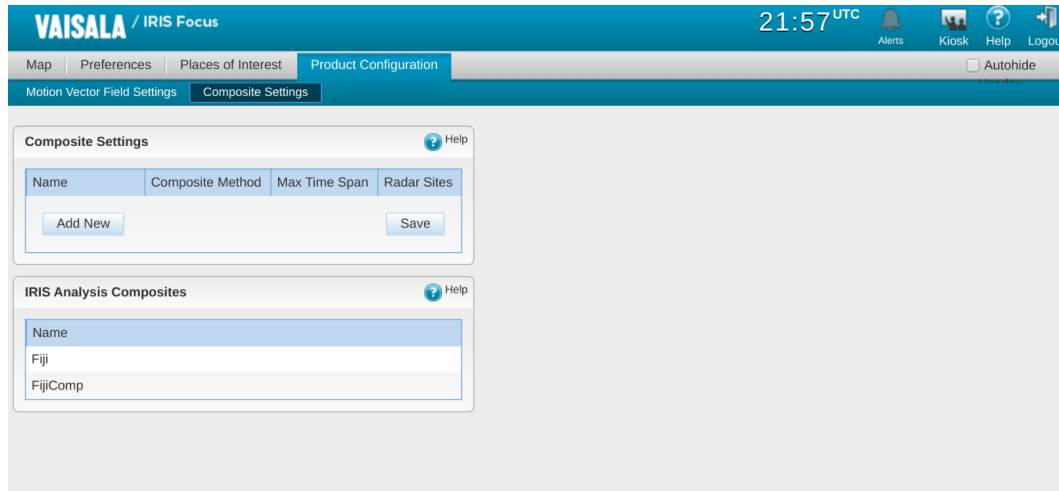 VAISALA / IRIS Focus
21:57 UTC
Alerts
Kiosk
Help
Logou
Map
Preferences
Places of Interest
Product Configuration
Autohide
Motion Vector Field Settings
Composite Settings
Composite Settings
Help
Name
Composite Method
Max Time Span
Radar Sites
Add New
Save
IRIS Analysis Composites
Help
Name
Fiji
FijiComp